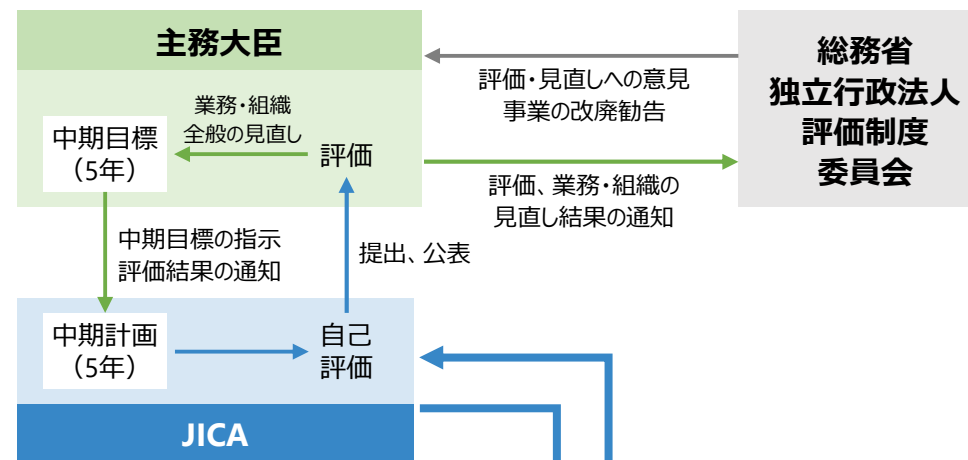 主務大臣
総務省
独立行政法人
評価制度
委員会
評価・見直しへの意見
事業の改廃勧告
業務・組織
全般の見直し
中期目標
（5年）
評価
評価、業務・組織の
見直し結果の通知
中期目標の指示
評価結果の通知
提出、公表
中期計画
（5年）
自己
評価
JICA